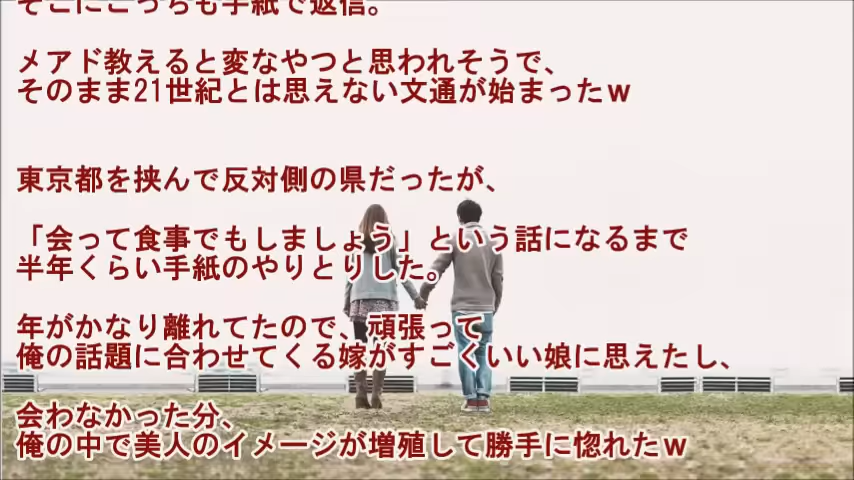 そこにこっちも手紙で返信。
メアド教えると変なやつと思われそうで、
そのまま21世紀とは思えない文通が始まったｗ
東京都を挟んで反対側の県だったが、
「会って食事でもしましょう」という話になるまで
半年くらい手紙のやりとりした。
年がかなり離れてたので、頑張って
俺の話題に合わせてくる嫁がすごくいい娘に思えたし、
会わなかった分、
俺の中で美人のイメージが増殖して勝手に惚れたｗ